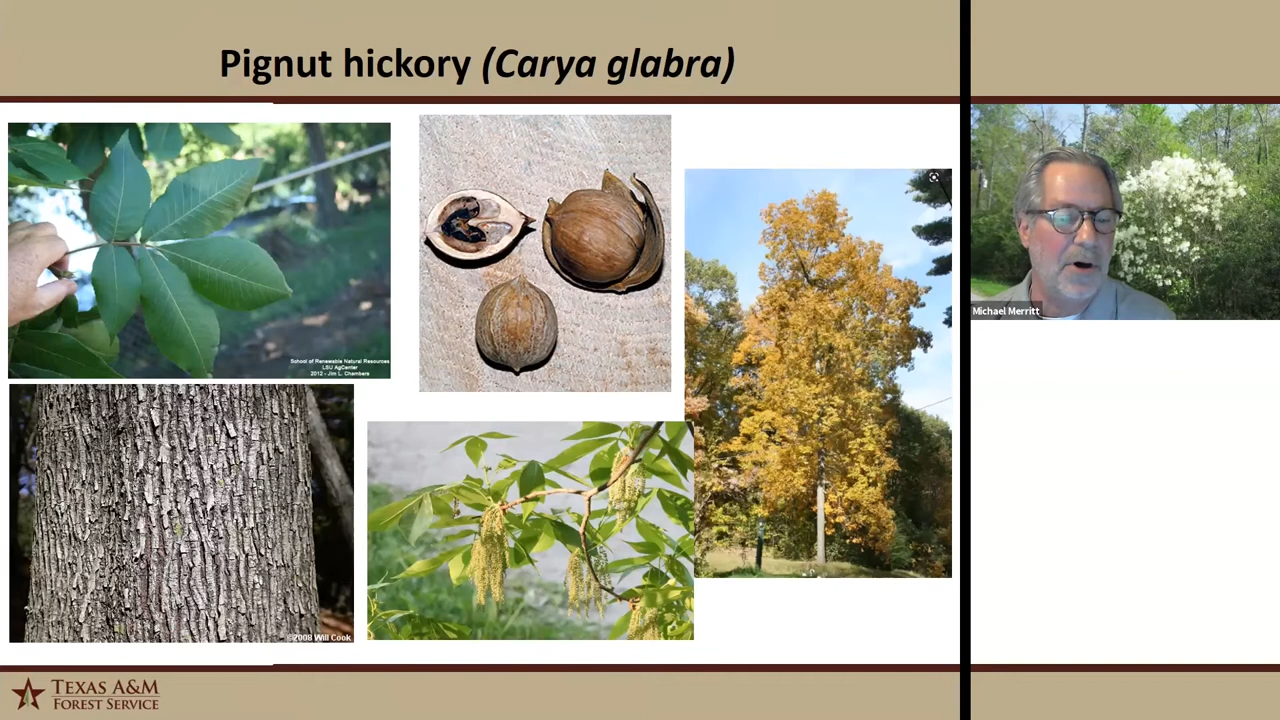 Pignut hickory (Carya glabra)
School of Renewable Natural Resources
LSU AgCenter
2012 - Jim L. Chambers
Michael Merritt
©2008 Will Cook
TEXAS A&M
FOREST SERVICE